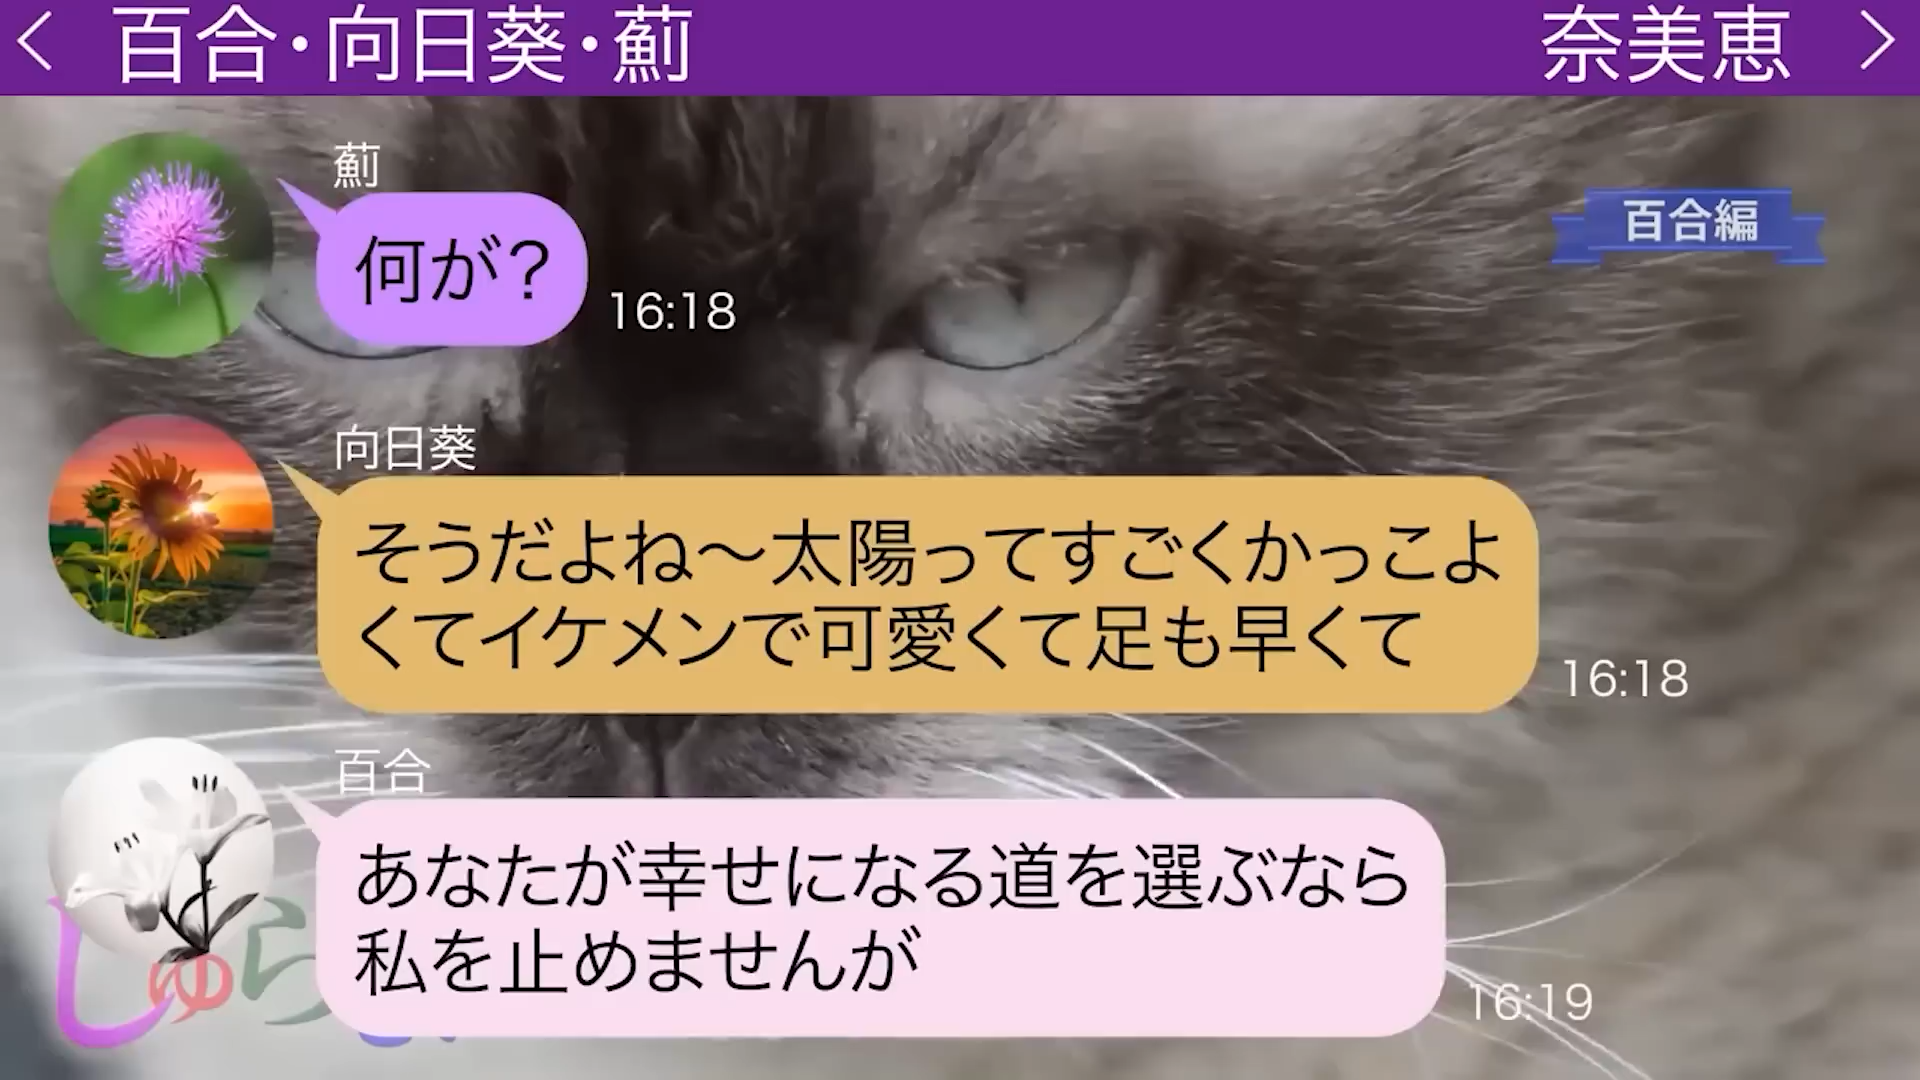 百合・向日葵・薊
奈美恵
百合編
薊
何が？
16:18
向日葵
そうだよね〜太陽ってすごくかっこよ
くてイケメンで可愛くて足も早くて
16:18
百合
あなたが幸せになる道を選ぶなら
私を止めませんが
16:19
しゅら